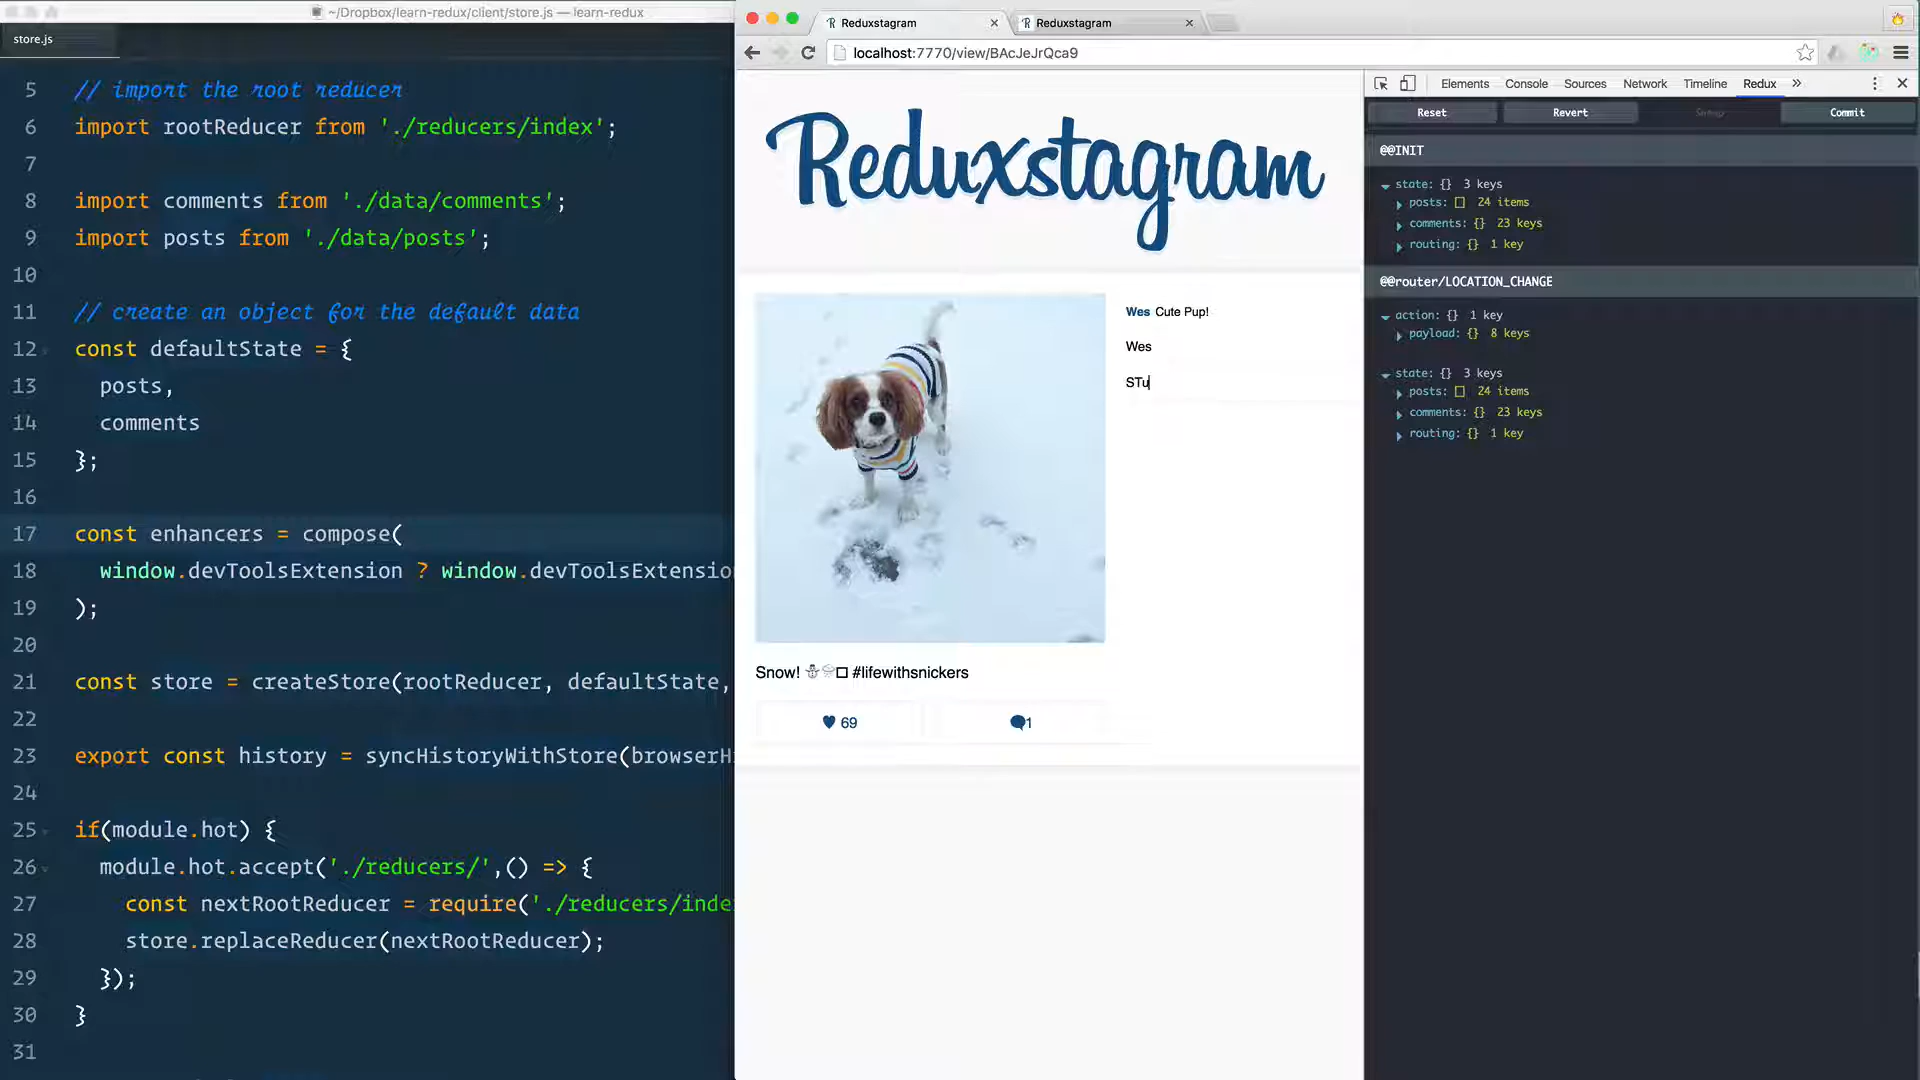 ~/Dropbox/learn-redux/client/store.js — learn-redux
store.js
5 // import the root reducer
6 import rootReducer from './reducers/index';
7
8 import comments from './data/comments';
9 import posts from './data/posts';
10
11 // create an object for the default data
12 const defaultState = {
13 posts,
14 comments
15 };
16
17 const enhancers = compose(
18 window.devToolsExtension ? window.devToolsExtensio
19 );
20
21 const store = createStore(rootReducer, defaultState,
22
23 export const history = syncHistoryWithStore(browserH
24
25 if(module.hot) {
26 module.hot.accept('./reducers/',() => {
27 const nextRootReducer = require('./reducers/inde
28 store.replaceReducer(nextRootReducer);
29 });
30 }
31
Reduxstagram
Reduxstagram
localhost:7770/view/BAcJeJrQca9
Reduxstagram
Wes Cute Pup!
Wes
STu
Snow! ☃ #lifewithsnickers
69
1
Elements Console Sources Network Timeline Redux »
Reset Revert Commit
@@INIT
state: {} 3 keys
posts: [] 24 items
comments: {} 23 keys
routing: {} 1 key
@@router/LOCATION_CHANGE
action: {} 1 key
payload: {} 8 keys
state: {} 3 keys
posts: [] 24 items
comments: {} 23 keys
routing: {} 1 key